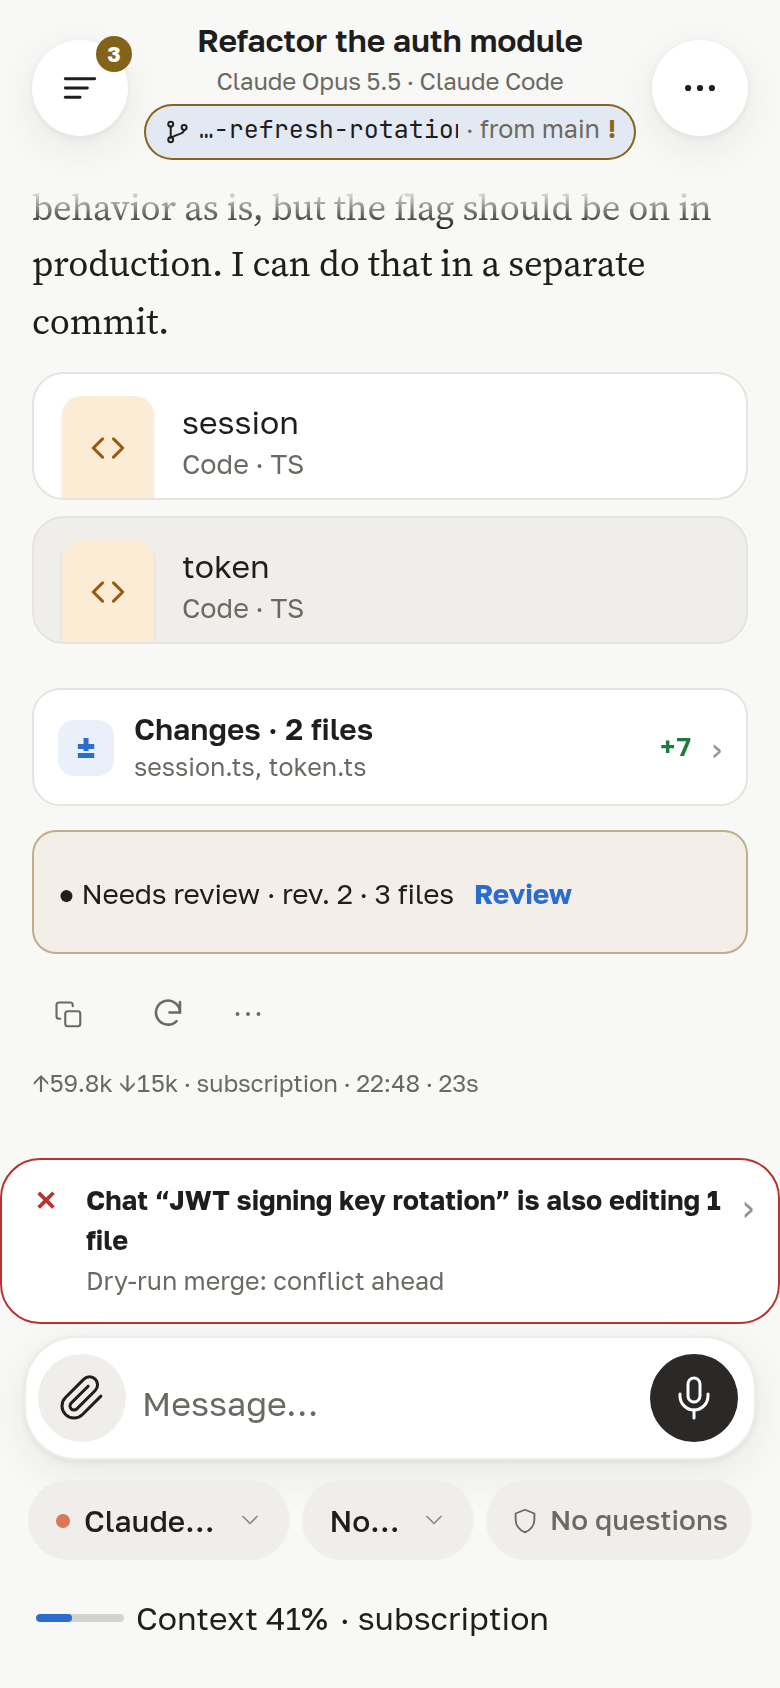 3
Refactor the auth module
Claude Opus 5.5 · Claude Code
…-refresh-rotation · from main !
behavior as is, but the flag should be on in
production. I can do that in a separate
commit.
session
Code · TS
token
Code · TS
Changes · 2 files
session.ts, token.ts
+7
● Needs review · rev. 2 · 3 files Review
↑59.8k ↓15k · subscription · 22:48 · 23s
Chat “JWT signing key rotation” is also editing 1
file
Dry-run merge: conflict ahead
Message…
Claude…
No…
No questions
Context 41% · subscription